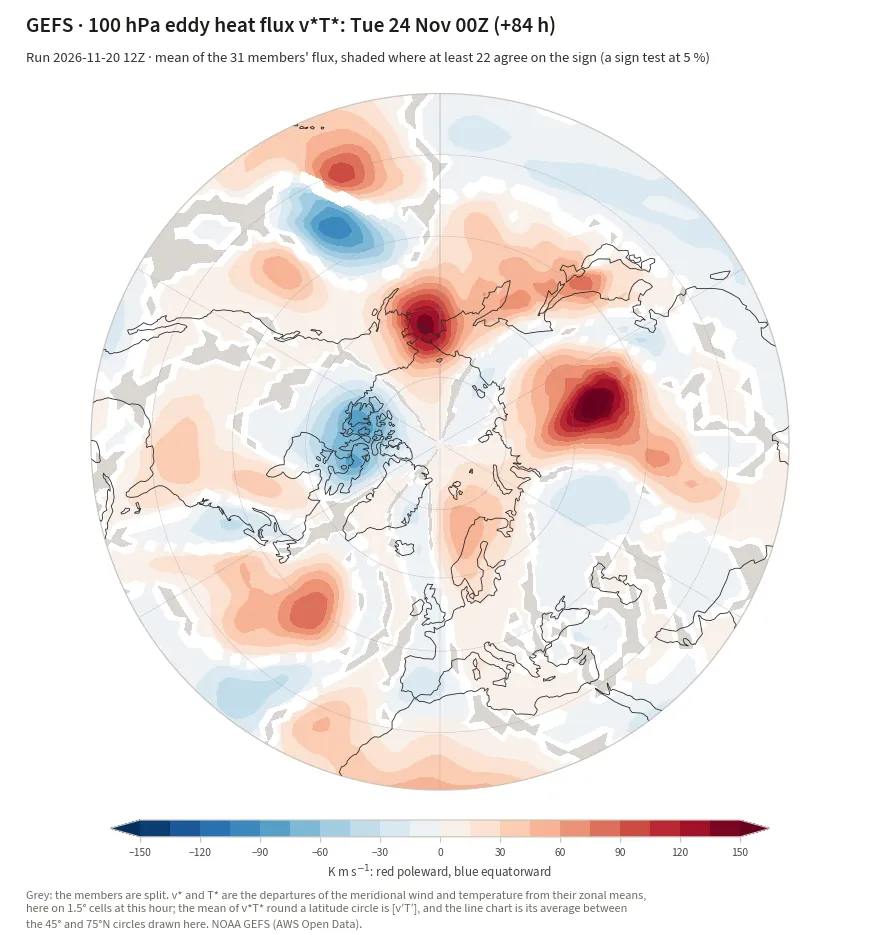 GEFS · 100 hPa eddy heat flux v*T*: Tue 24 Nov 00Z (+84 h)
Run 2026-11-20 12Z · mean of the 31 members' flux, shaded where at least 22 agree on the sign (a sign test at 5 %)
−150 −120 −90 −60 −30 0 30 60 90 120 150
K m s⁻¹: red poleward, blue equatorward
Grey: the members are split. v* and T* are the departures of the meridional wind and temperature from their zonal means,
here on 1.5° cells at this hour; the mean of v*T* round a latitude circle is [v′T′], and the line chart is its average between
the 45° and 75°N circles drawn here. NOAA GEFS (AWS Open Data).